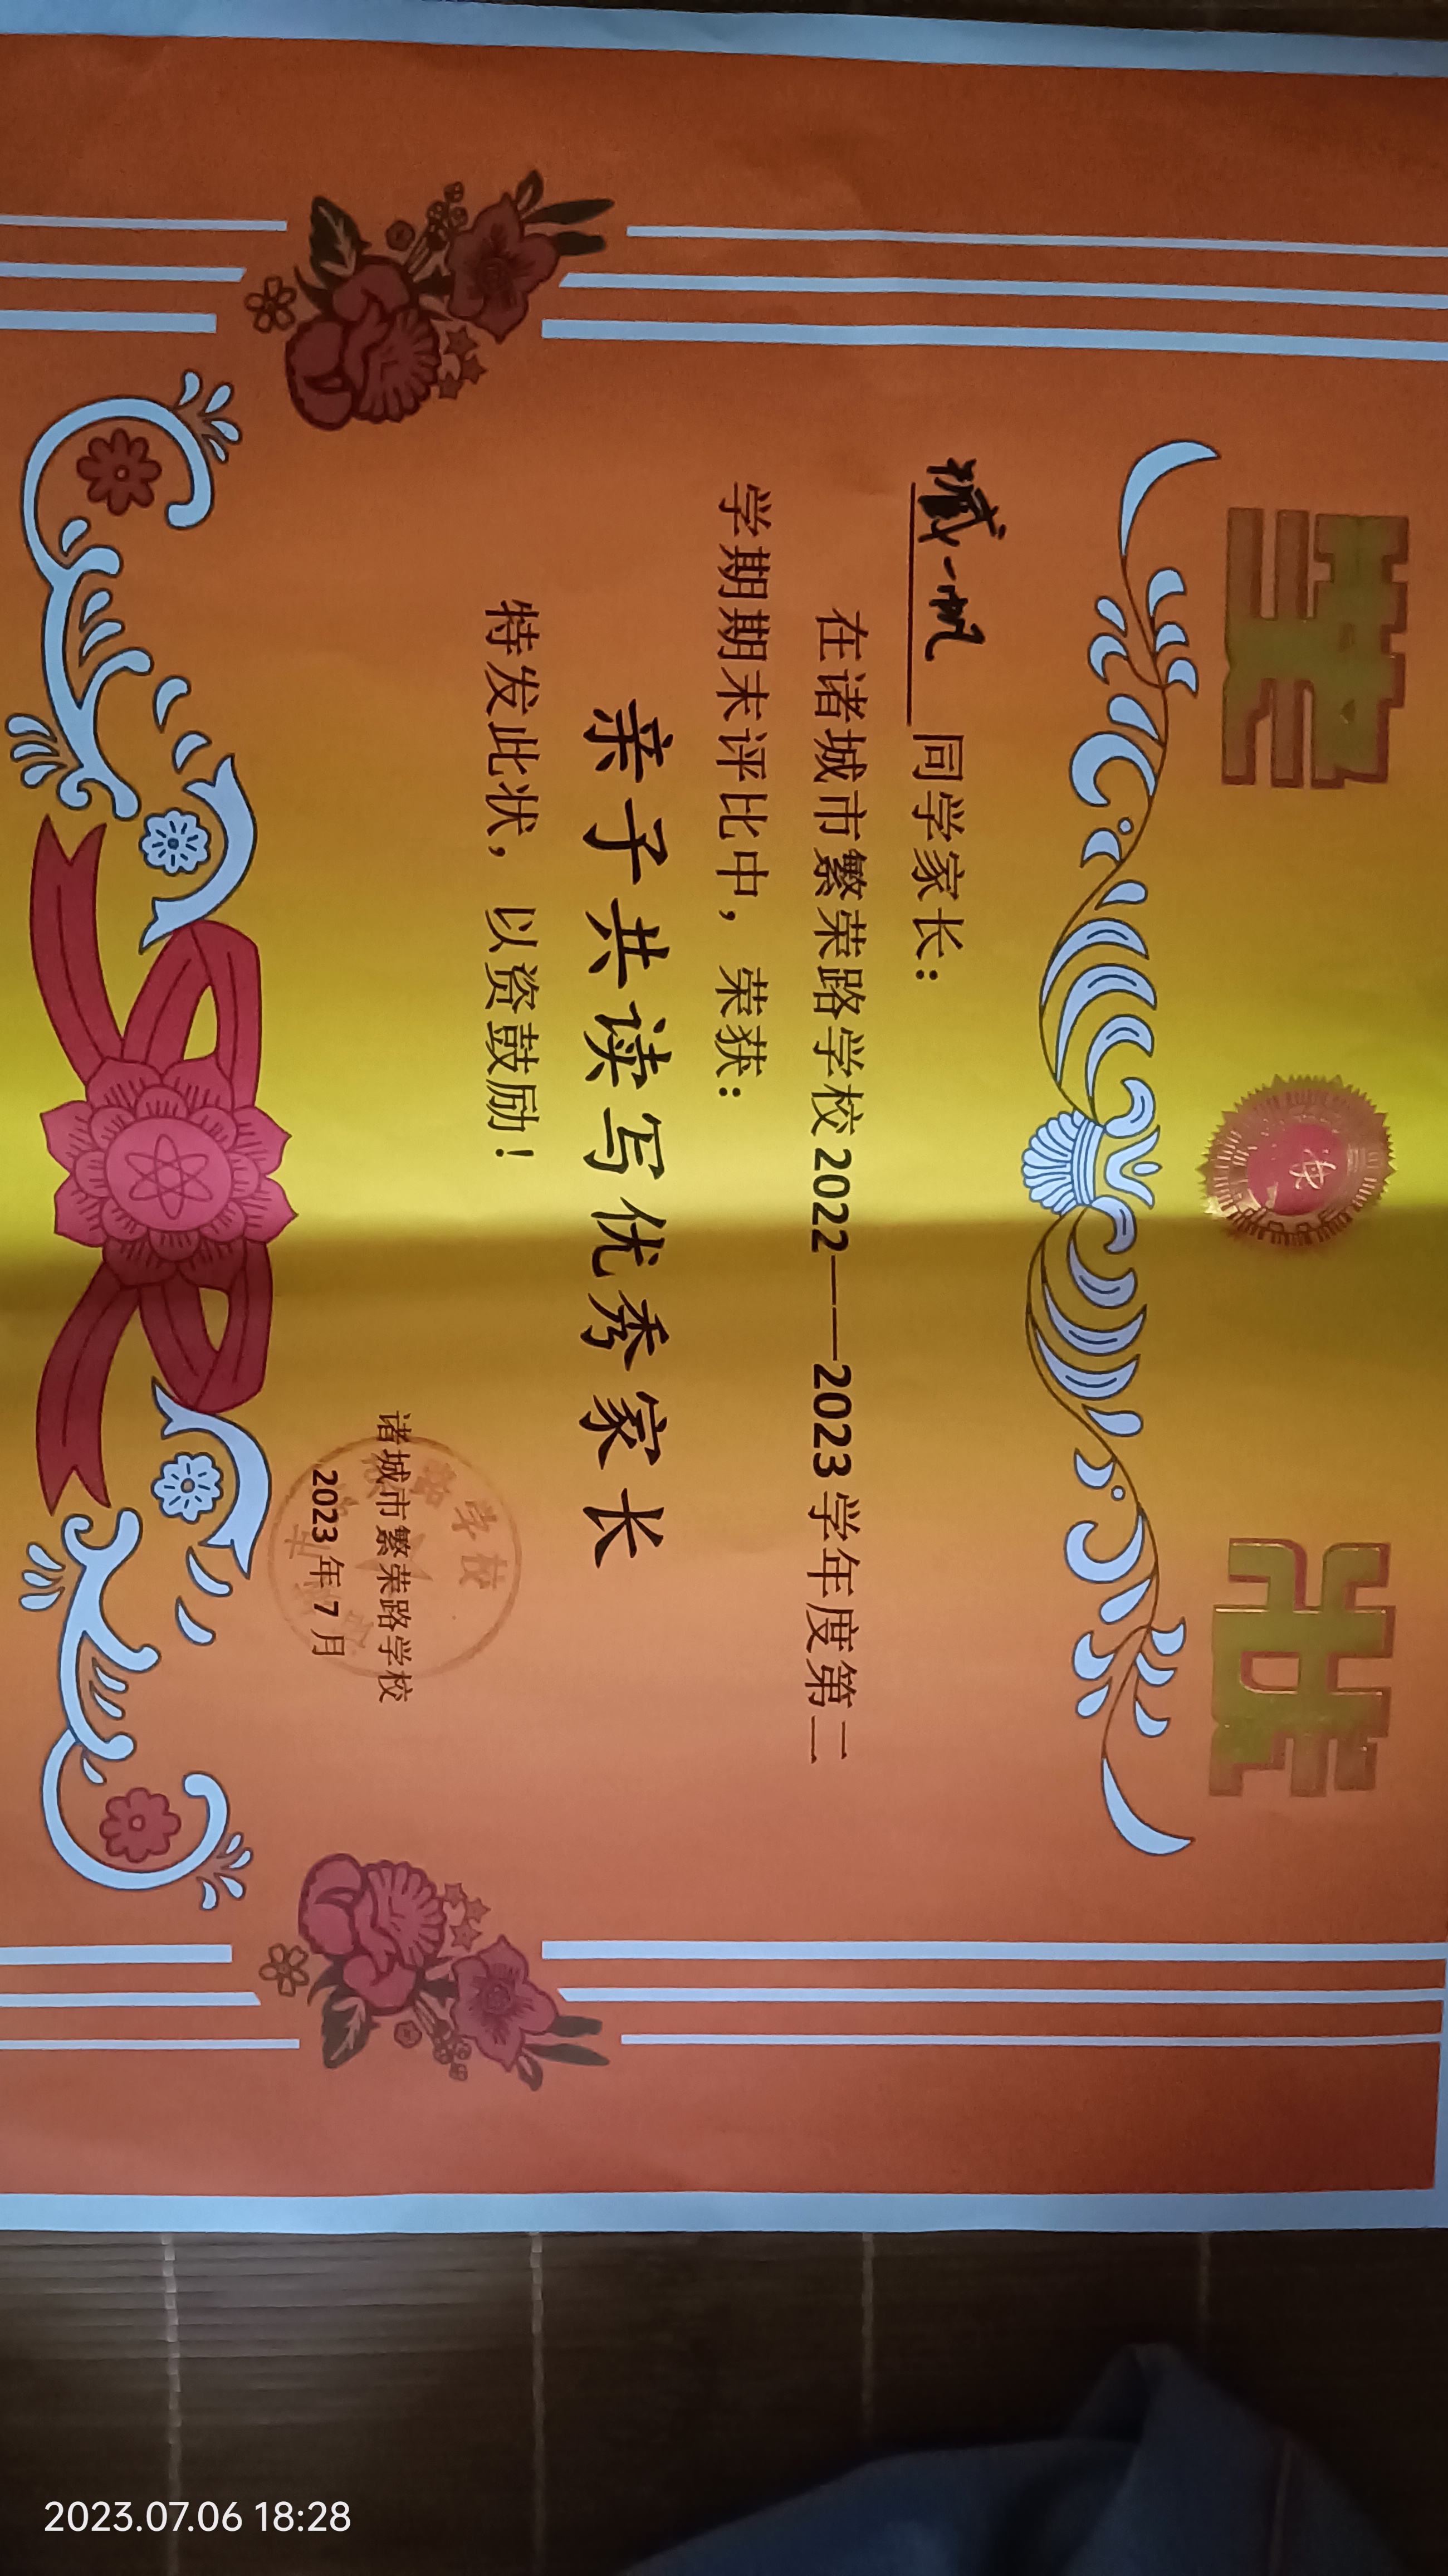 奖状
臧一帆 同学家长：
在诸城市繁荣路学校2022——2023学年度第二
学期期末评比中，荣获：
亲子共读写优秀家长
特发此状，以资鼓励！
诸城市繁荣路学校
2023年7月
路学校
2023.07.06 18:28